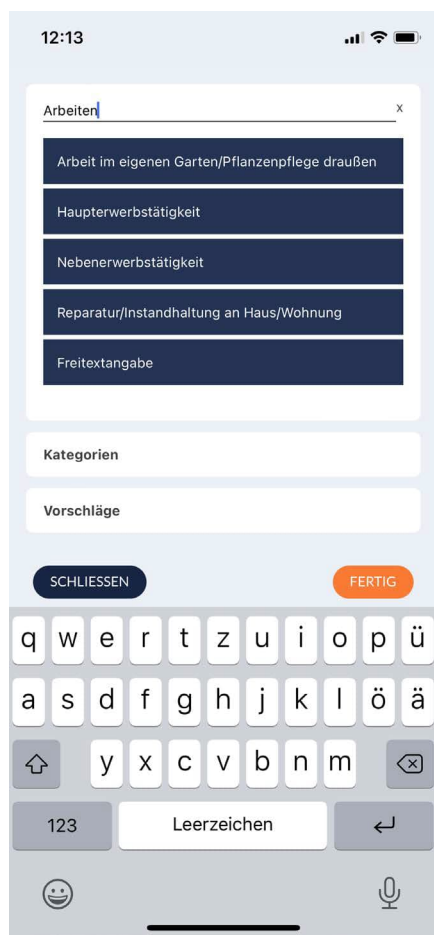 12:13
Arbeiten x
Arbeit im eigenen Garten/Pflanzenpflege draußen
Haupterwerbstätigkeit
Nebenerwerbstätigkeit
Reparatur/Instandhaltung an Haus/Wohnung
Freitextangabe
Kategorien
Vorschläge
SCHLIESSEN FERTIG
q w e r t z u i o p ü
a s d f g h j k l ö ä
y x c v b n m
123 Leerzeichen